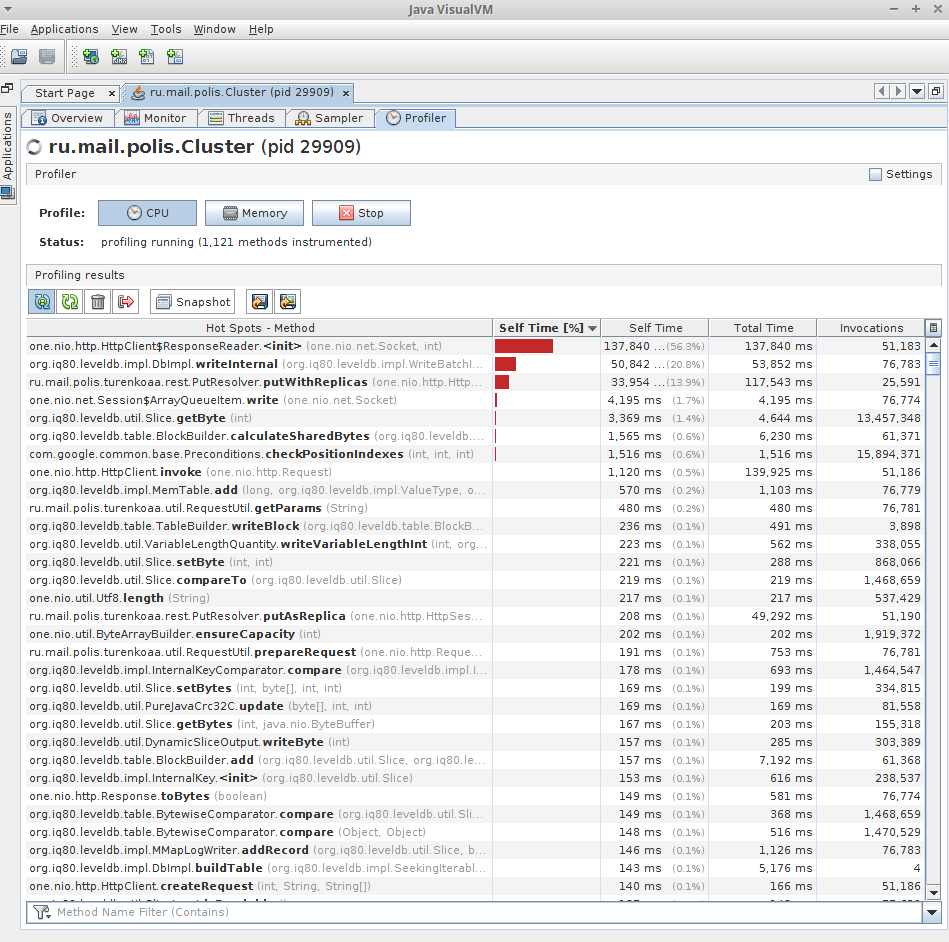 Java VisualVM
File Applications View Tools Window Help
Start Page × ru.mail.polis.Cluster (pid 29909) ×
Applications
Overview Monitor Threads Sampler Profiler
ru.mail.polis.Cluster (pid 29909)
Profiler Settings
Profile: CPU Memory Stop
Status: profiling running (1,121 methods instrumented)
Profiling results
Snapshot
Hot Spots - Method Self Time [%] Self Time Total Time Invocations
one.nio.http.HttpClient$ResponseReader.<init> (one.nio.net.Socket, int) 137,840 ...(56.3%) 137,840 ms 51,183
org.iq80.leveldb.impl.DbImpl.writeInternal (org.iq80.leveldb.impl.WriteBatchI... 50,842 ...(20.8%) 53,852 ms 76,783
ru.mail.polis.turenkoaa.rest.PutResolver.putWithReplicas (one.nio.http.Http... 33,954 ...(13.9%) 117,543 ms 25,591
one.nio.net.Session$ArrayQueueItem.write (one.nio.net.Socket) 4,195 ms (1.7%) 4,195 ms 76,774
org.iq80.leveldb.util.Slice.getByte (int) 3,369 ms (1.4%) 4,644 ms 13,457,348
org.iq80.leveldb.table.BlockBuilder.calculateSharedBytes (org.iq80.leveldb.... 1,565 ms (0.6%) 6,230 ms 61,371
com.google.common.base.Preconditions.checkPositionIndexes (int, int, int) 1,516 ms (0.6%) 1,516 ms 15,894,371
one.nio.http.HttpClient.invoke (one.nio.http.Request) 1,120 ms (0.5%) 139,925 ms 51,186
org.iq80.leveldb.impl.MemTable.add (long, org.iq80.leveldb.impl.ValueType, o... 570 ms (0.2%) 1,103 ms 76,779
ru.mail.polis.turenkoaa.util.RequestUtil.getParams (String) 480 ms (0.2%) 480 ms 76,781
org.iq80.leveldb.table.TableBuilder.writeBlock (org.iq80.leveldb.table.BlockB... 236 ms (0.1%) 491 ms 3,898
org.iq80.leveldb.util.VariableLengthQuantity.writeVariableLengthInt (int, org... 223 ms (0.1%) 562 ms 338,055
org.iq80.leveldb.util.Slice.setByte (int, int) 221 ms (0.1%) 288 ms 868,066
org.iq80.leveldb.util.Slice.compareTo (org.iq80.leveldb.util.Slice) 219 ms (0.1%) 219 ms 1,468,659
one.nio.util.Utf8.length (String) 217 ms (0.1%) 217 ms 537,429
ru.mail.polis.turenkoaa.rest.PutResolver.putAsReplica (one.nio.http.HttpSes... 208 ms (0.1%) 49,292 ms 51,190
one.nio.util.ByteArrayBuilder.ensureCapacity (int) 202 ms (0.1%) 202 ms 1,919,372
ru.mail.polis.turenkoaa.util.RequestUtil.prepareRequest (one.nio.http.Reque... 191 ms (0.1%) 753 ms 76,781
org.iq80.leveldb.impl.InternalKeyComparator.compare (org.iq80.leveldb.impl.I... 178 ms (0.1%) 693 ms 1,464,547
org.iq80.leveldb.util.Slice.setBytes (int, byte[], int, int) 169 ms (0.1%) 199 ms 334,815
org.iq80.leveldb.util.PureJavaCrc32C.update (byte[], int, int) 169 ms (0.1%) 169 ms 81,558
org.iq80.leveldb.util.Slice.getBytes (int, java.nio.ByteBuffer) 167 ms (0.1%) 203 ms 155,318
org.iq80.leveldb.util.DynamicSliceOutput.writeByte (int) 157 ms (0.1%) 285 ms 303,389
org.iq80.leveldb.table.BlockBuilder.add (org.iq80.leveldb.util.Slice, org.iq80.le... 157 ms (0.1%) 7,192 ms 61,368
org.iq80.leveldb.impl.InternalKey.<init> (org.iq80.leveldb.util.Slice) 153 ms (0.1%) 616 ms 238,537
one.nio.http.Response.toBytes (boolean) 149 ms (0.1%) 581 ms 76,774
org.iq80.leveldb.table.BytewiseComparator.compare (org.iq80.leveldb.util.Sli... 149 ms (0.1%) 368 ms 1,468,659
org.iq80.leveldb.table.BytewiseComparator.compare (Object, Object) 148 ms (0.1%) 516 ms 1,470,529
org.iq80.leveldb.impl.MMapLogWriter.addRecord (org.iq80.leveldb.util.Slice, b... 146 ms (0.1%) 1,126 ms 76,783
org.iq80.leveldb.impl.DbImpl.buildTable (org.iq80.leveldb.impl.SeekingIterabl... 143 ms (0.1%) 5,176 ms 4
one.nio.http.HttpClient.createRequest (int, String, String[]) 140 ms (0.1%) 166 ms 51,186
Method Name Filter (Contains)